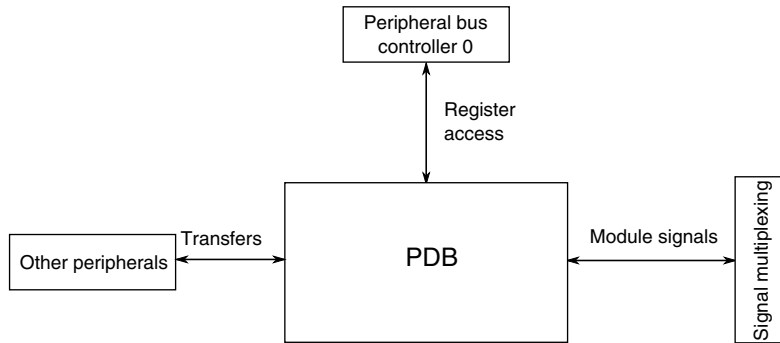 Peripheral bus
controller 0
Register
access
Transfers
Other peripherals
PDB
Module signals
Signal multiplexing